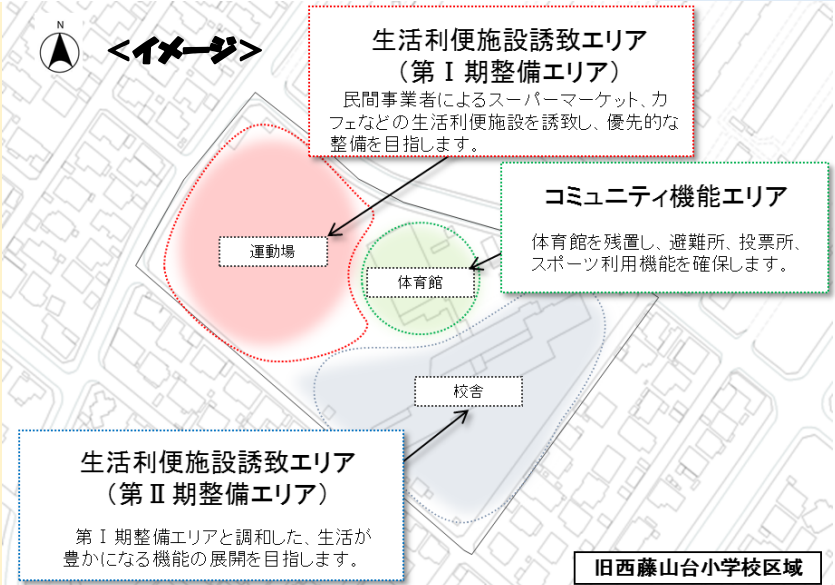 N
<イメージ>
生活利便施設誘致エリア
(第Ⅰ期整備エリア)
民間事業者によるスーパーマーケット、カ
フェなどの生活利便施設を誘致し、優先的な
整備を目指します。
コミュニティ機能エリア
体育館を残置し、避難所、投票所、
スポーツ利用機能を確保します。
運動場
体育館
校舎
生活利便施設誘致エリア
(第Ⅱ期整備エリア)
第Ⅰ期整備エリアと調和した、生活が
豊かになる機能の展開を目指します。
旧西藤山台小学校区域